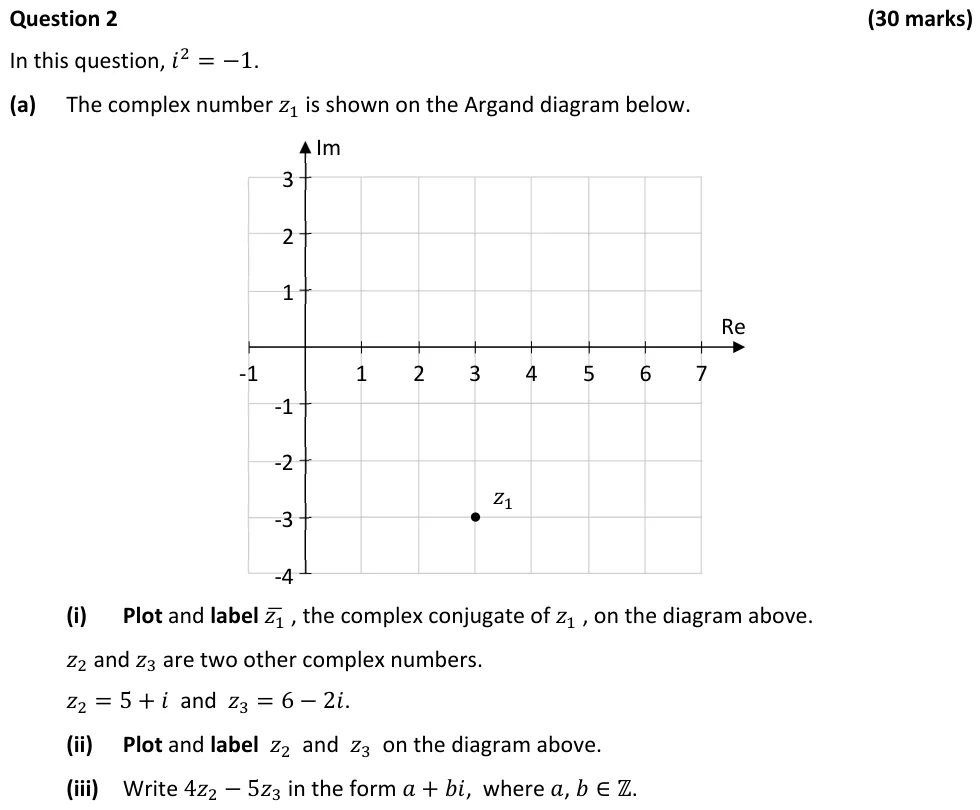 Question 2 (30 marks)
In this question, i² = −1.
(a) The complex number z₁ is shown on the Argand diagram below.
Im
3
2
1
Re
-1 1 2 3 4 5 6 7
-1
-2
z₁
-3
-4
(i) Plot and label z̄₁ , the complex conjugate of z₁ , on the diagram above.
z₂ and z₃ are two other complex numbers.
z₂ = 5 + i and z₃ = 6 − 2i.
(ii) Plot and label z₂ and z₃ on the diagram above.
(iii) Write 4z₂ − 5z₃ in the form a + bi, where a, b ∈ ℤ.